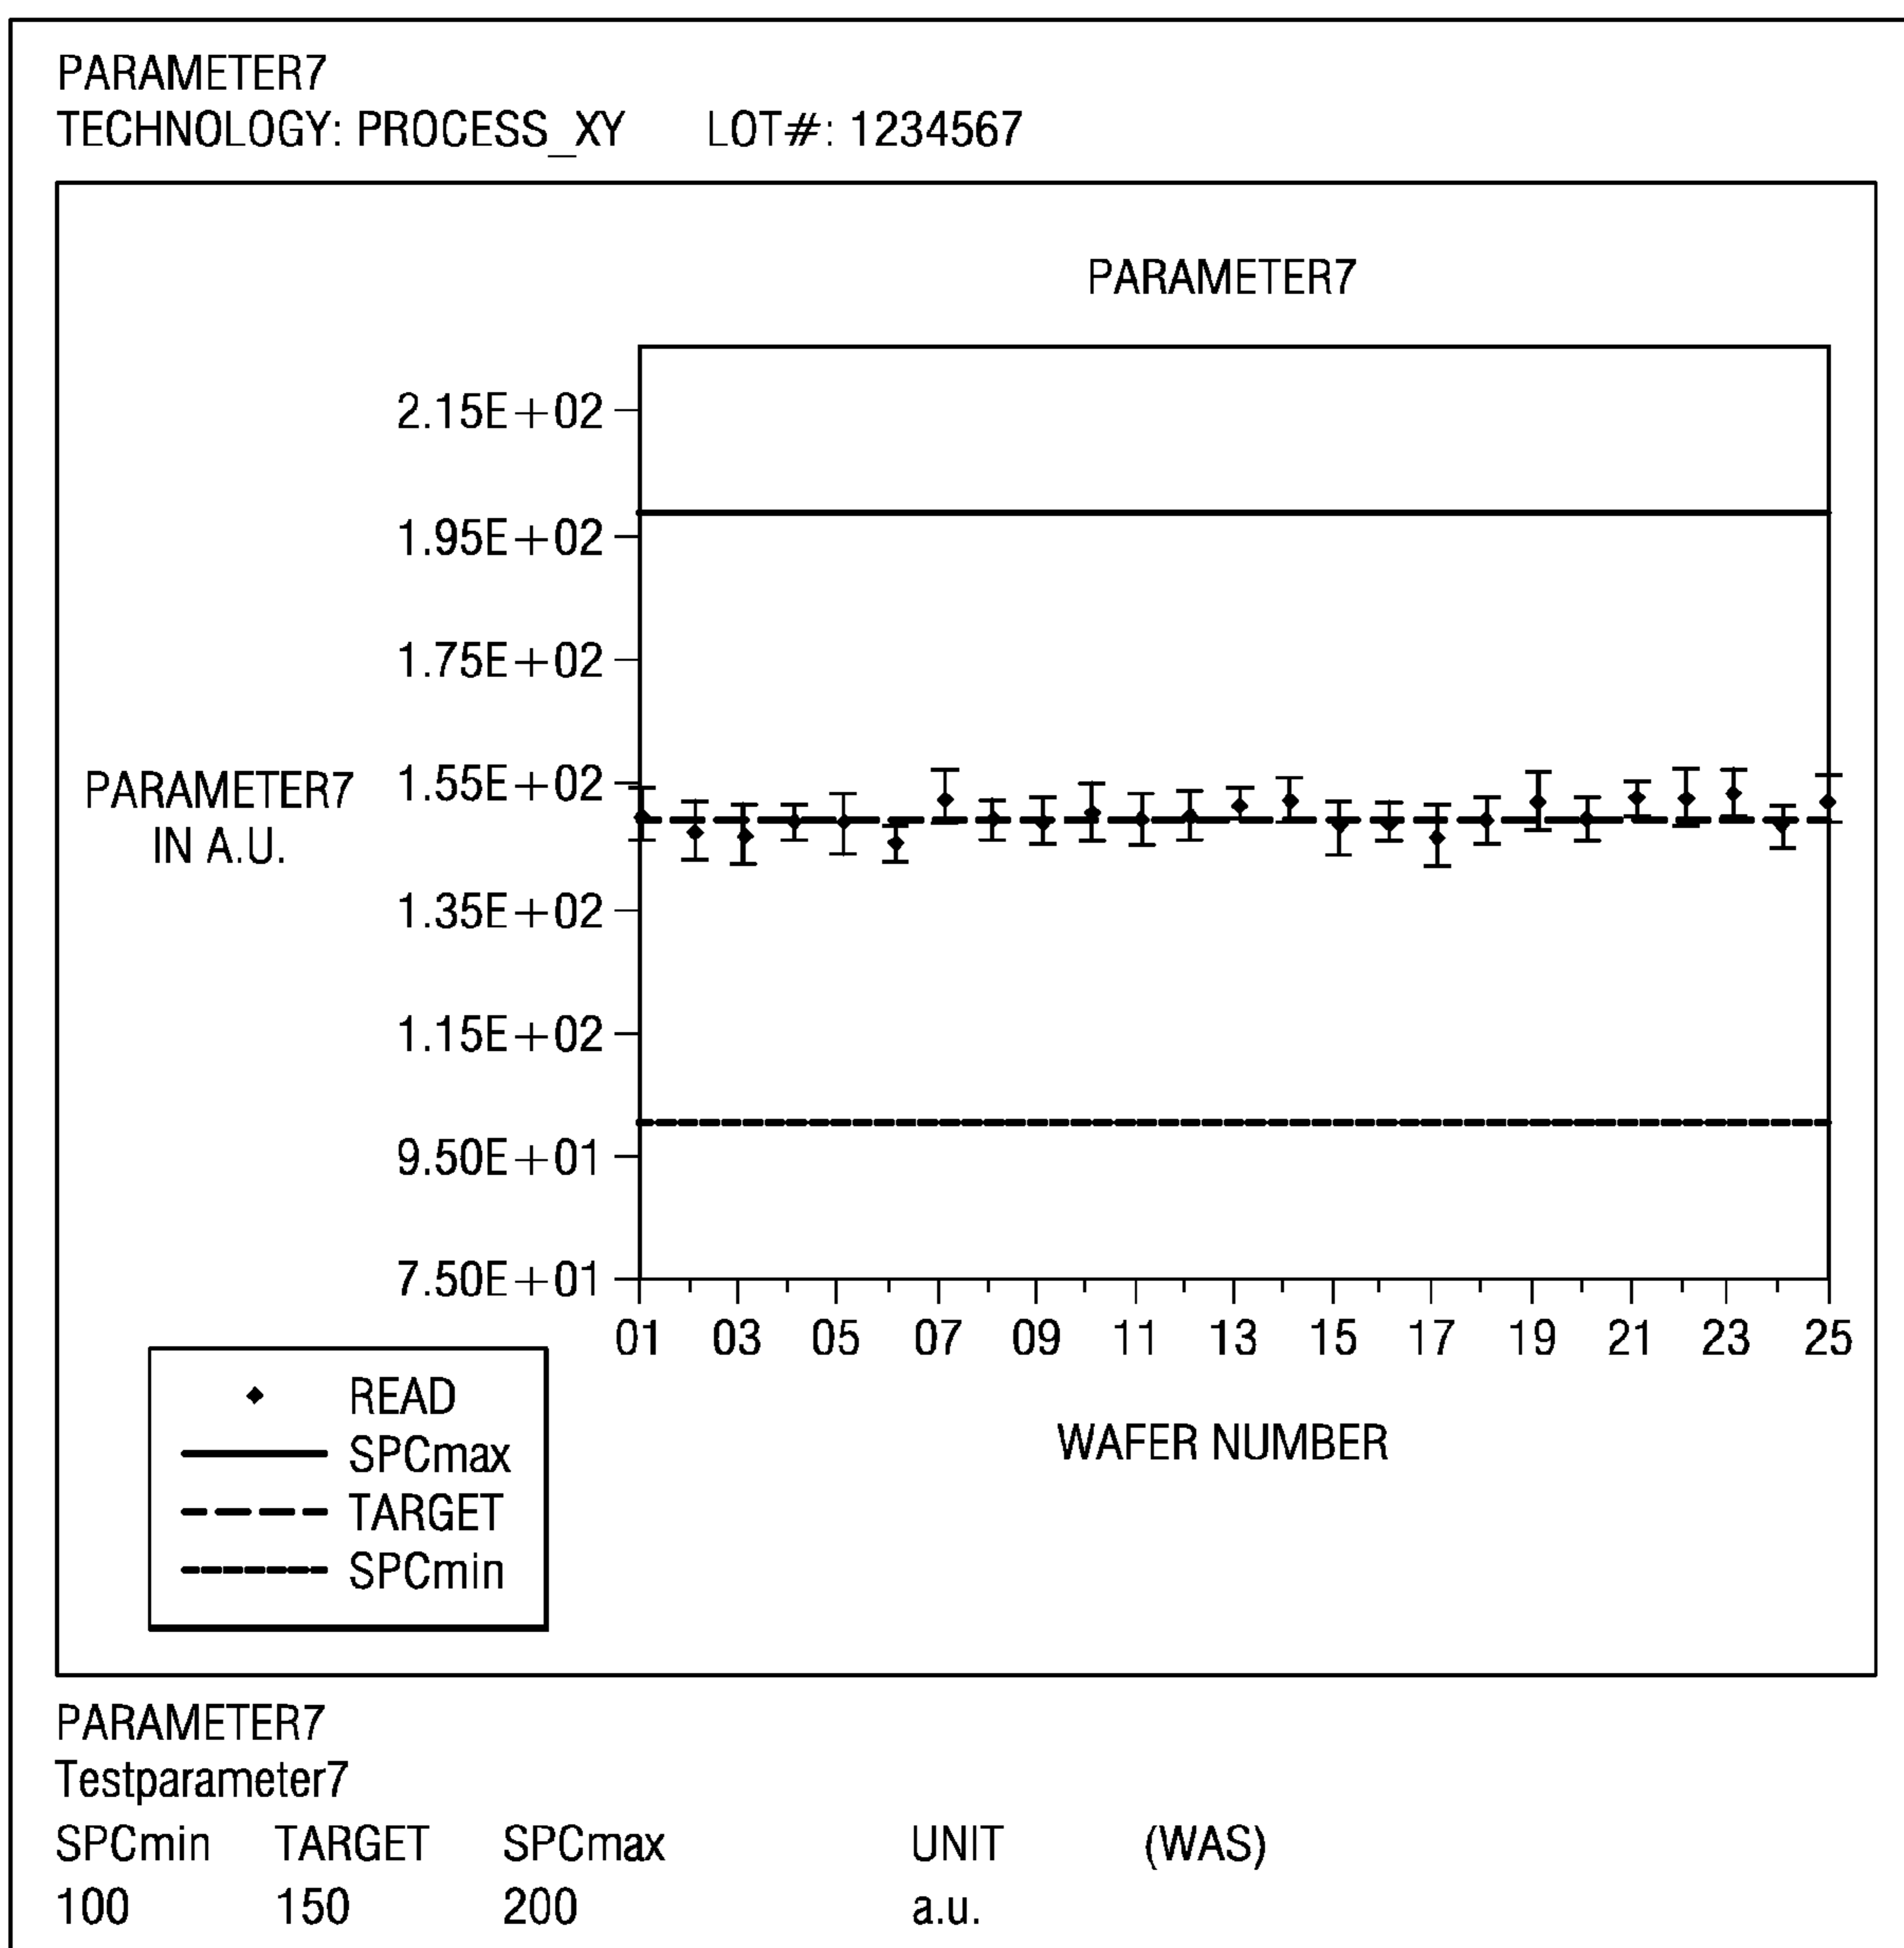 PARAMETER7
TECHNOLOGY: PROCESS_XY LOT#: 1234567
PARAMETER7
2.15E+02
1.95E+02
1.75E+02
1.55E+02
PARAMETER7
IN A.U.
1.35E+02
1.15E+02
9.50E+01
7.50E+01
01 03 05 07 09 11 13 15 17 19 21 23 25
WAFER NUMBER
READ
SPCmax
TARGET
SPCmin
PARAMETER7
Testparameter7
SPCmin TARGET SPCmax UNIT (WAS)
100 150 200 a.u.